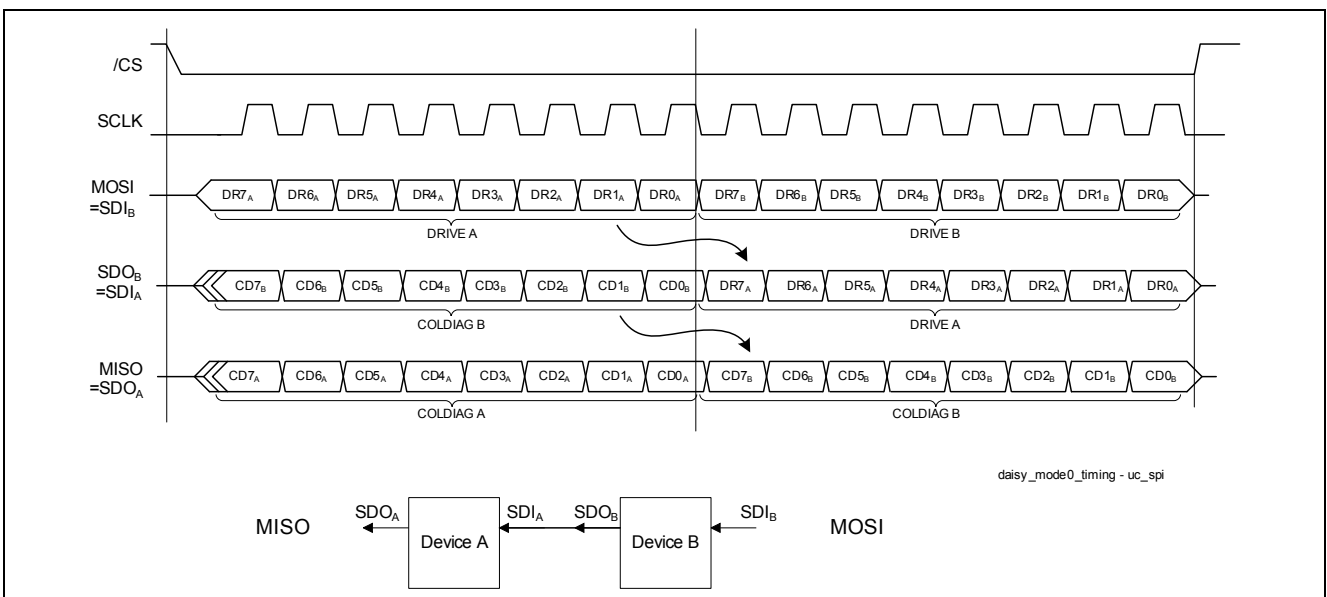 /CS
SCLK
MOSI
=SDIB
DR7A DR6A DR5A DR4A DR3A DR2A DR1A DR0A DR7B DR6B DR5B DR4B DR3B DR2B DR1B DR0B
DRIVE A DRIVE B
SDOB
=SDIA
CD7B CD6B CD5B CD4B CD3B CD2B CD1B CD0B DR7A DR6A DR5A DR4A DR3A DR2A DR1A DR0A
COLDIAG B DRIVE A
MISO
=SDOA
CD7A CD6A CD5A CD4A CD3A CD2A CD1A CD0A CD7B CD6B CD5B CD4B CD3B CD2B CD1B CD0B
COLDIAG A COLDIAG B
daisy_mode0_timing - uc_spi
MISO SDOA SDIA SDOB SDIB MOSI
Device A Device B